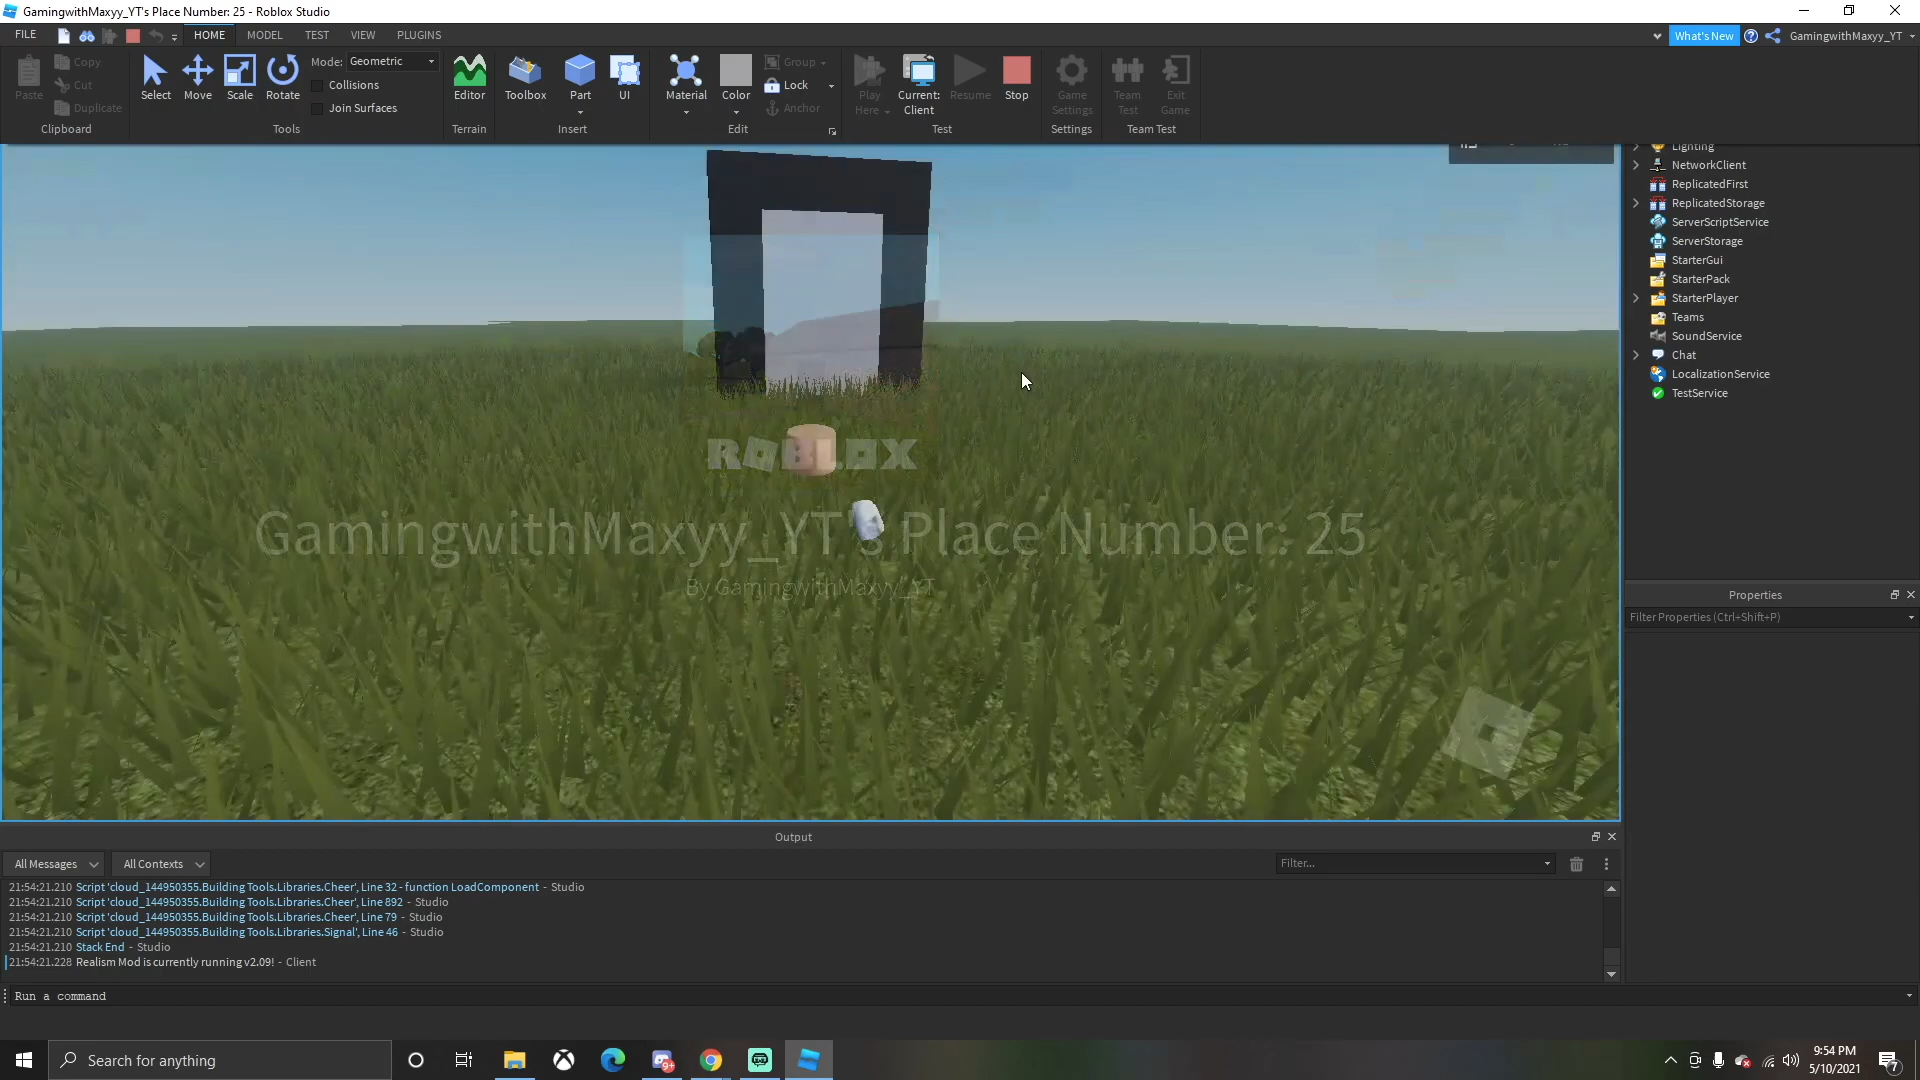 GamingwithMaxyy_YT's Place Number: 25 - Roblox Studio
FILE HOME MODEL TEST VIEW PLUGINS What's New GamingwithMaxyy_YT
Paste Copy Cut Duplicate Clipboard
Select Move Scale Rotate Mode: Geometric Collisions Join Surfaces Tools
Editor Terrain
Toolbox Part UI Insert
Material Color Group Lock Anchor Edit
Play Here Current: Client Resume Stop Test
Game Settings Settings
Team Test Exit Game Team Test
Lighting
NetworkClient
ReplicatedFirst
ReplicatedStorage
ServerScriptService
ServerStorage
StarterGui
StarterPack
StarterPlayer
Teams
SoundService
Chat
LocalizationService
TestService
ROBLOX
GamingwithMaxyy_YT's Place Number: 25
By GamingwithMaxyy_YT
Properties
Filter Properties (Ctrl+Shift+P)
Output
All Messages All Contexts Filter...
21:54:21.210 Script 'cloud_144950355.Building Tools.Libraries.Cheer', Line 32 - function LoadComponent - Studio
21:54:21.210 Script 'cloud_144950355.Building Tools.Libraries.Cheer', Line 892 - Studio
21:54:21.210 Script 'cloud_144950355.Building Tools.Libraries.Cheer', Line 79 - Studio
21:54:21.210 Script 'cloud_144950355.Building Tools.Libraries.Signal', Line 46 - Studio
21:54:21.210 Stack End - Studio
21:54:21.228 Realism Mod is currently running v2.09! - Client
Run a command
Search for anything
9+
9:54 PM
5/10/2021
7